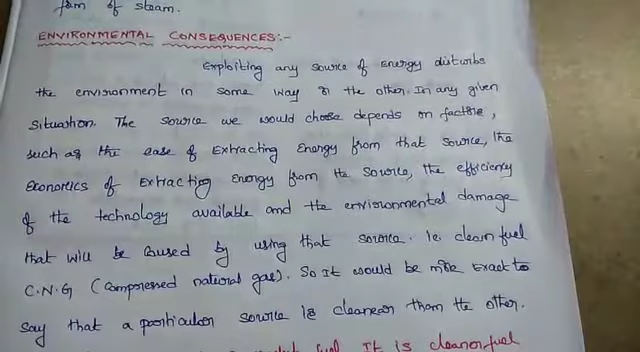 form of steam.
ENVIRONMENTAL CONSEQUENCES:-
Exploiting any source of Energy disturbs
the environment in some way or the other. In any given
Situation. The source we would choose depends on factors,
such as the ease of Extracting Energy from that source, the
Economics of Extracting Energy from the source, the efficiency
of the technology available and the environmental damage
that will be caused by using that source. ie clean fuel
C.N.G (compressed natural gas). So it would be more Exact to
say that a particular source is cleanear than the other.
fuel It is cleanerfuel